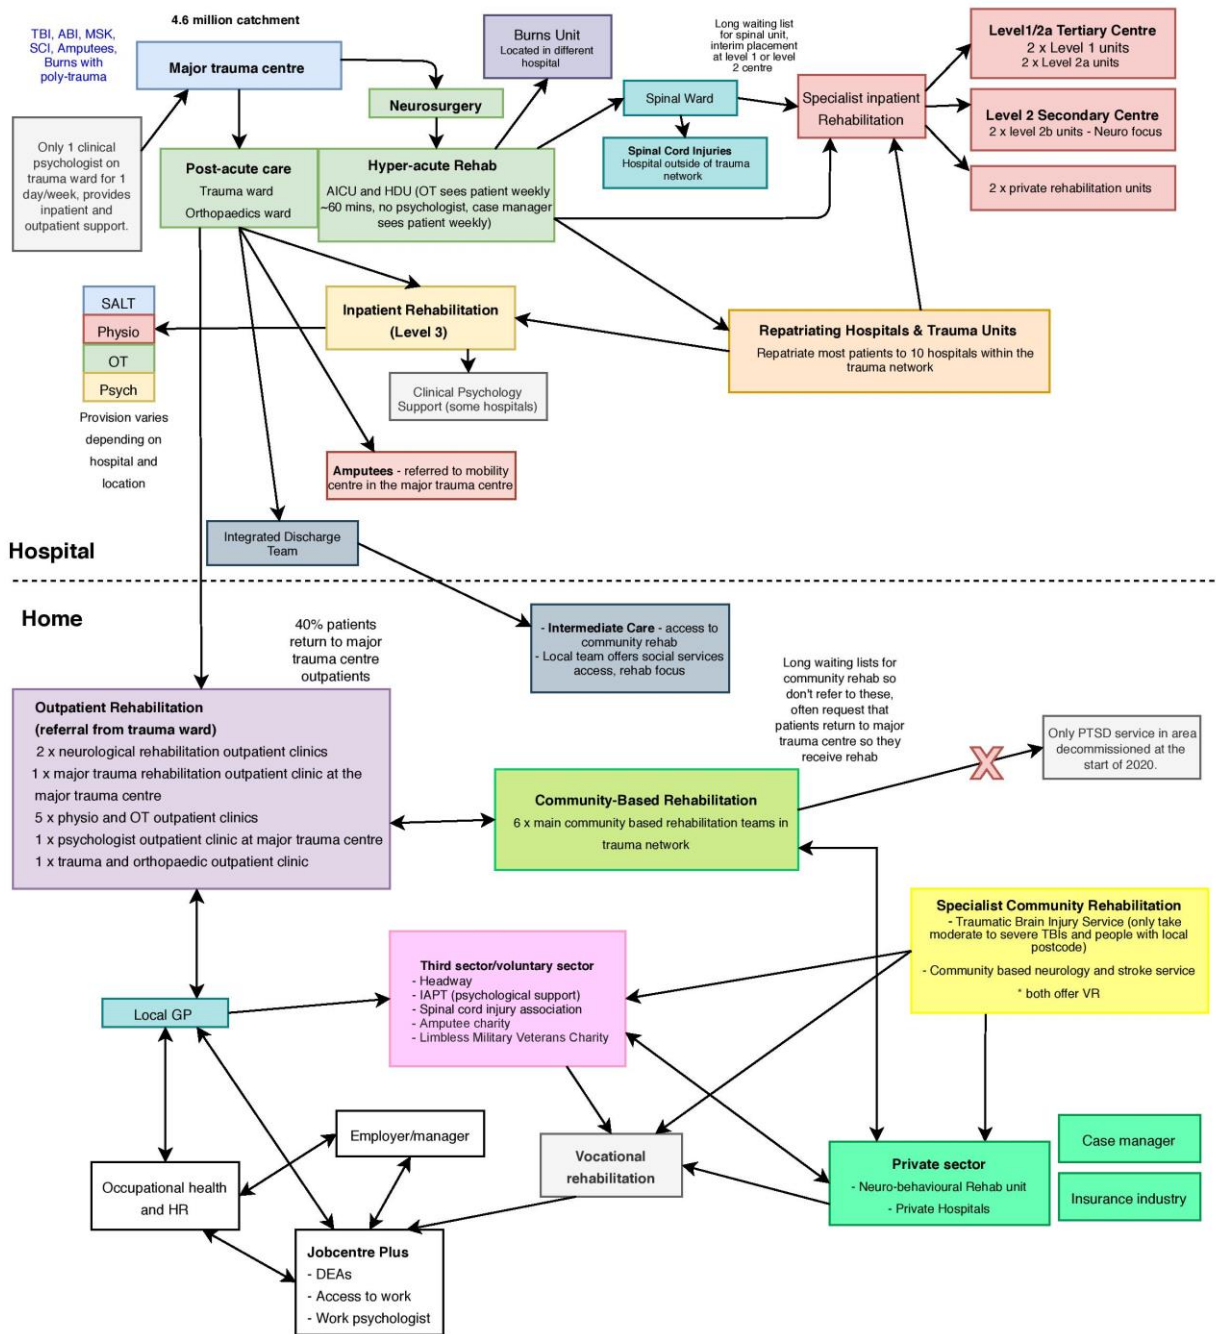 4.6 million catchment
TBI, ABI, MSK,
SCI, Amputees,
Burns with
poly-trauma
Major trauma centre
Neurosurgery
Burns Unit
Located in different
hospital
Long waiting list
for spinal unit,
interim placement
at level 1 or level
2 centre
Level1/2a Tertiary Centre
2 x Level 1 units
2 x Level 2a units
Spinal Ward
Specialist inpatient
Rehabilitation
Level 2 Secondary Centre
2 x level 2b units - Neuro focus
2 x private rehabilitation units
Spinal Cord Injuries
Hospital outside of trauma
network
Only 1 clinical
psychologist on
trauma ward for 1
day/week, provides
inpatient and
outpatient support.
Post-acute care
Trauma ward
Orthopaedics ward
Hyper-acute Rehab
AICU and HDU (OT sees patient weekly
~60 mins, no psychologist, case manager
sees patient weekly)
SALT
Physio
OT
Psych
Provision varies
depending on
hospital and
location
Inpatient Rehabilitation
(Level 3)
Clinical Psychology
Support (some hospitals)
Repatriating Hospitals & Trauma Units
Repatriate most patients to 10 hospitals within the
trauma network
Amputees - referred to mobility
centre in the major trauma centre
Integrated Discharge
Team
Hospital
Home
40% patients
return to major
trauma centre
outpatients
- Intermediate Care - access to
community rehab
- Local team offers social services
access, rehab focus
Long waiting lists for
community rehab so
don't refer to these,
often request that
patients return to major
trauma centre so they
receive rehab
Only PTSD service in area
decommissioned at the
start of 2020.
X
Outpatient Rehabilitation
(referral from trauma ward)
2 x neurological rehabilitation outpatient clinics
1 x major trauma rehabilitation outpatient clinic at the
major trauma centre
5 x physio and OT outpatient clinics
1 x psychologist outpatient clinic at major trauma centre
1 x trauma and orthopaedic outpatient clinic
Community-Based Rehabilitation
6 x main community based rehabilitation teams in
trauma network
Specialist Community Rehabilitation
- Traumatic Brain Injury Service (only take
moderate to severe TBIs and people with local
postcode)
- Community based neurology and stroke service
* both offer VR
Third sector/voluntary sector
- Headway
- IAPT (psychological support)
- Spinal cord injury association
- Amputee charity
- Limbless Military Veterans Charity
Local GP
Employer/manager
Occupational health
and HR
Vocational
rehabilitation
Private sector
- Neuro-behavioural Rehab unit
- Private Hospitals
Case manager
Insurance industry
Jobcentre Plus
- DEAs
- Access to work
- Work psychologist